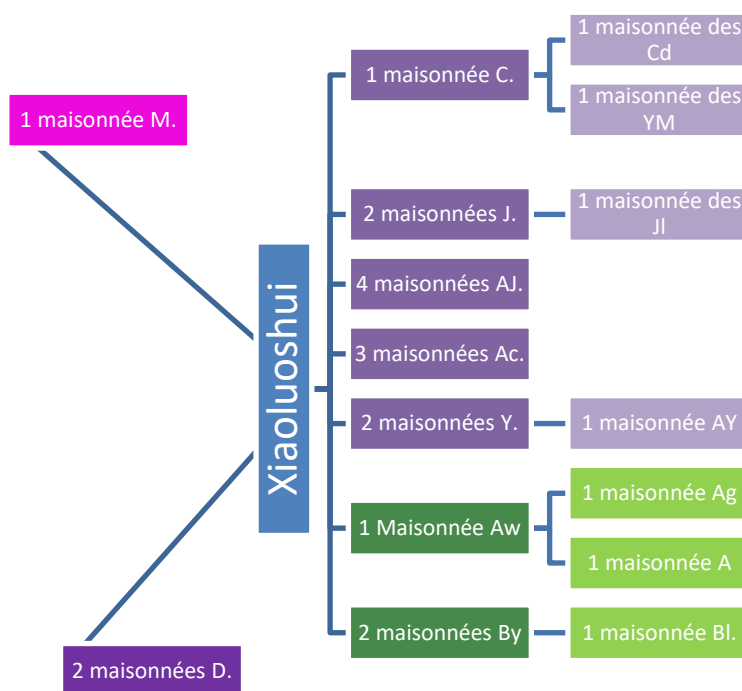 1 maisonnée M.
2 maisonnées D.
Xiaoluoshui
1 maisonnée C.
1 maisonnée des
Cd
1 maisonnée des
YM
2 maisonnées J.
1 maisonnée des
Jl
4 maisonnées AJ.
3 maisonnées Ac.
2 maisonnées Y.
1 maisonnée AY
1 Maisonnée Aw
1 maisonnée Ag
1 maisonnée A
2 maisonnées By
1 maisonnée Bl.